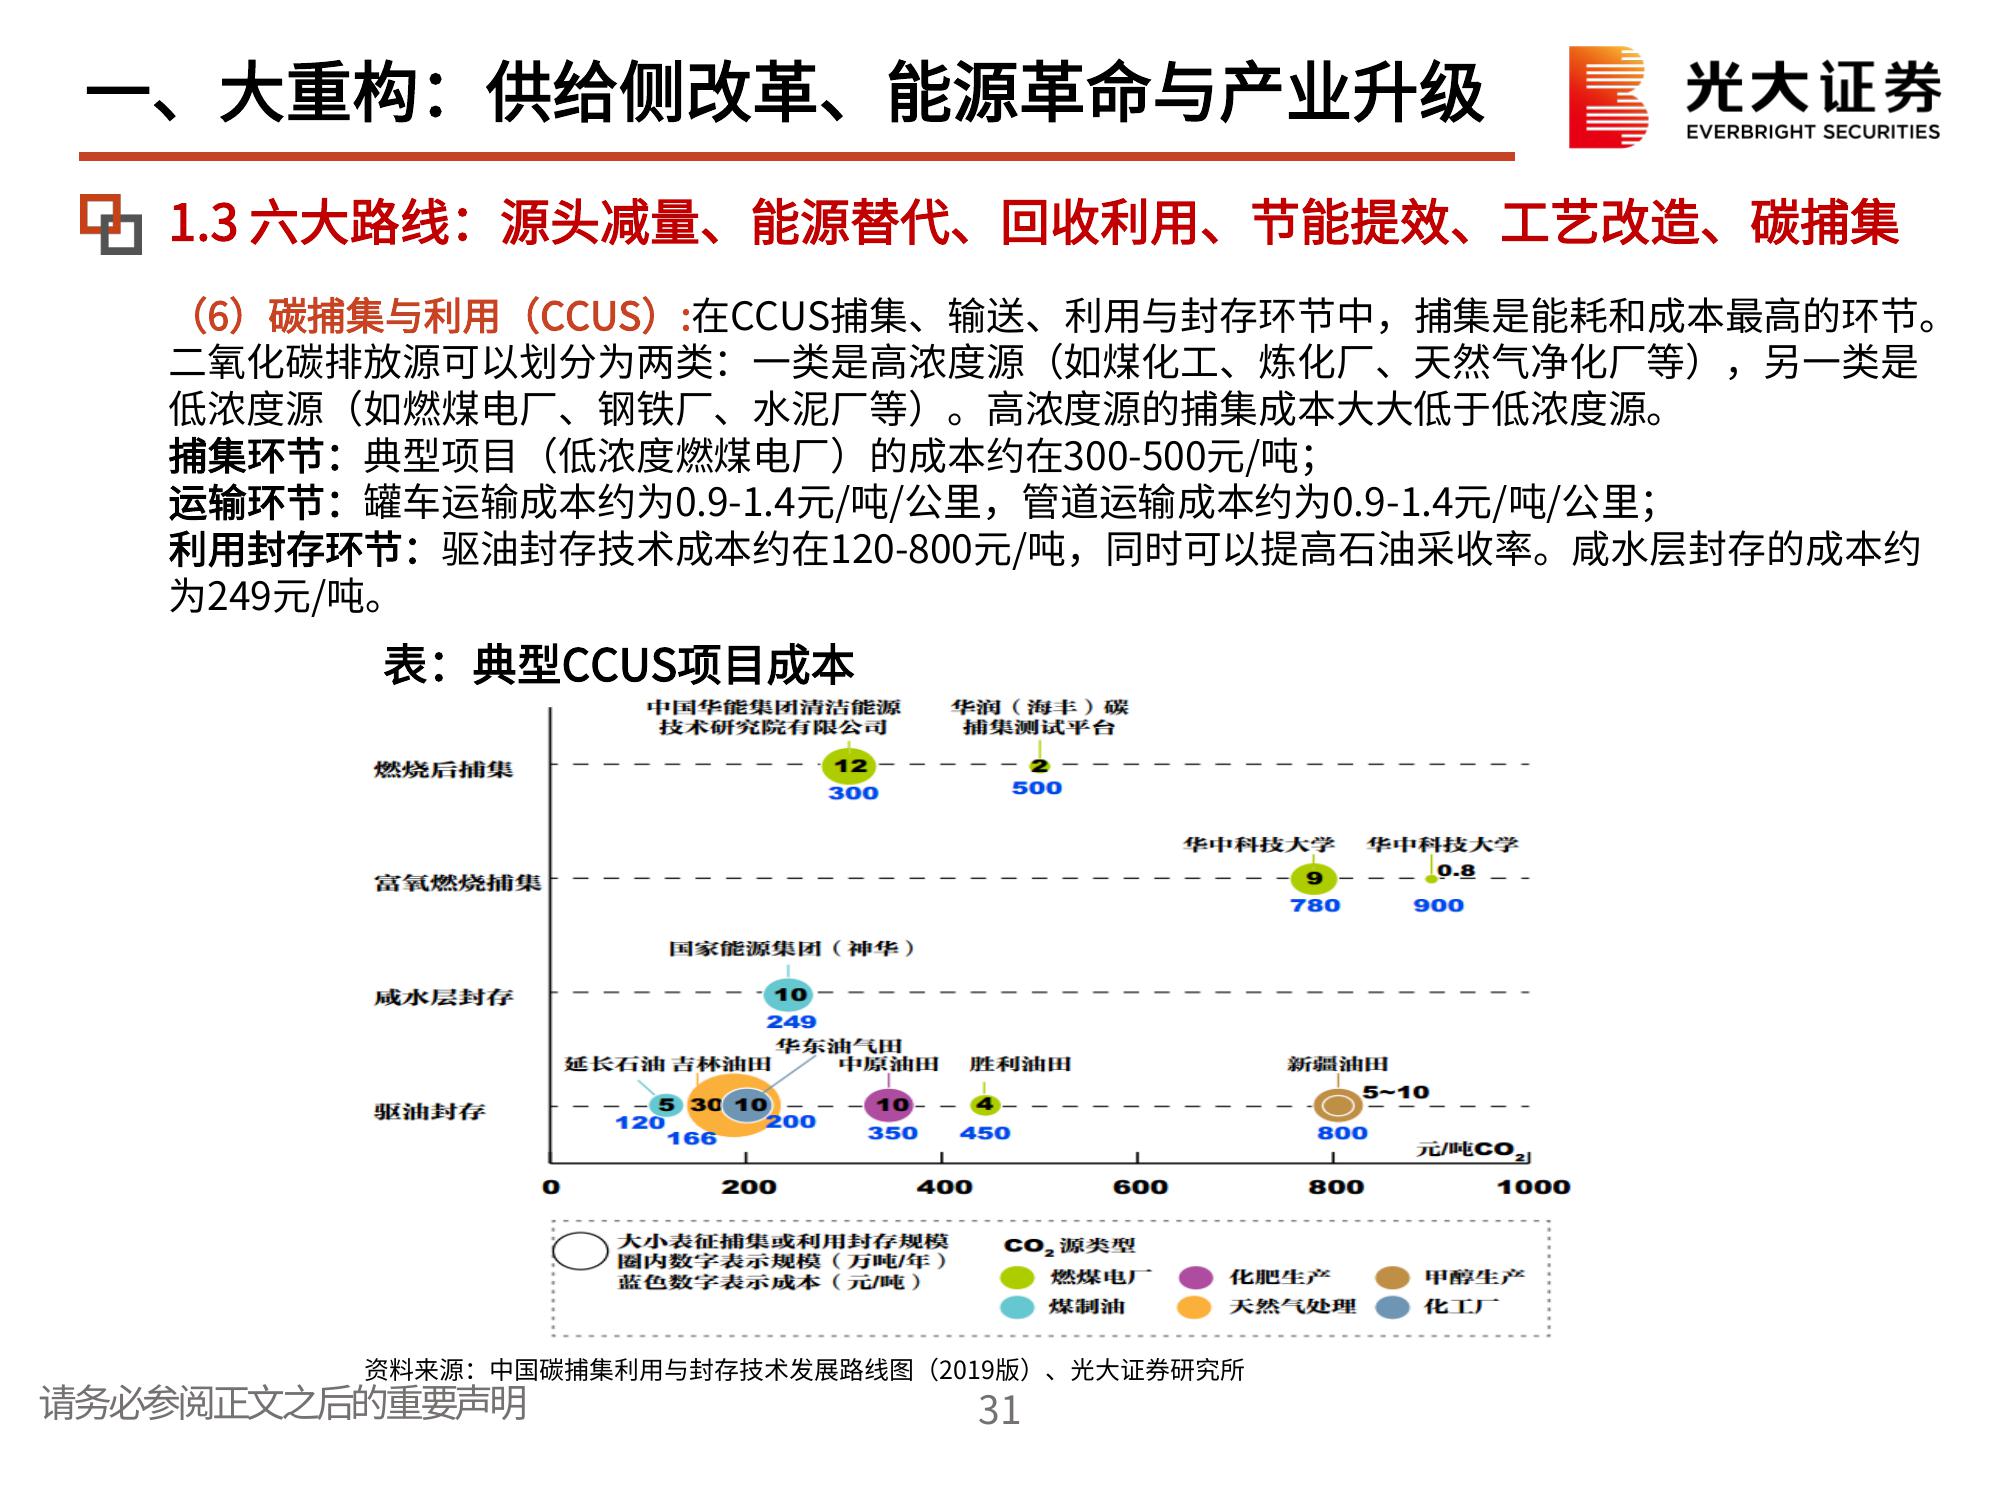 一、大重构：供给侧改革、能源革命与产业升级
光大证券
EVERBRIGHT SECURITIES
1.3 六大路线：源头减量、能源替代、回收利用、节能提效、工艺改造、碳捕集
（6）碳捕集与利用（CCUS）:在CCUS捕集、输送、利用与封存环节中，捕集是能耗和成本最高的环节。
二氧化碳排放源可以划分为两类：一类是高浓度源（如煤化工、炼化厂、天然气净化厂等），另一类是
低浓度源（如燃煤电厂、钢铁厂、水泥厂等）。高浓度源的捕集成本大大低于低浓度源。
捕集环节：典型项目（低浓度燃煤电厂）的成本约在300-500元/吨；
运输环节：罐车运输成本约为0.9-1.4元/吨/公里，管道运输成本约为0.9-1.4元/吨/公里；
利用封存环节：驱油封存技术成本约在120-800元/吨，同时可以提高石油采收率。咸水层封存的成本约
为249元/吨。
表：典型CCUS项目成本
中国华能集团清洁能源
技术研究院有限公司
华润（海丰）碳
捕集测试平台
燃烧后捕集
12
2
300
500
华中科技大学
华中科技大学
富氧燃烧捕集
9
0.8
780
900
国家能源集团（神华）
咸水层封存
10
249
华东油气田
延长石油
吉林油田
中原油田
胜利油田
新疆油田
驱油封存
5
30
10
10
4
5~10
120
166
200
350
450
800
元/吨CO2
0
200
400
600
800
1000
大小表征捕集或利用封存规模
圈内数字表示规模（万吨/年）
蓝色数字表示成本（元/吨）
CO2源类型
燃煤电厂
化肥生产
甲醇生产
煤制油
天然气处理
化工厂
资料来源：中国碳捕集利用与封存技术发展路线图（2019版）、光大证券研究所
请务必参阅正文之后的重要声明
31